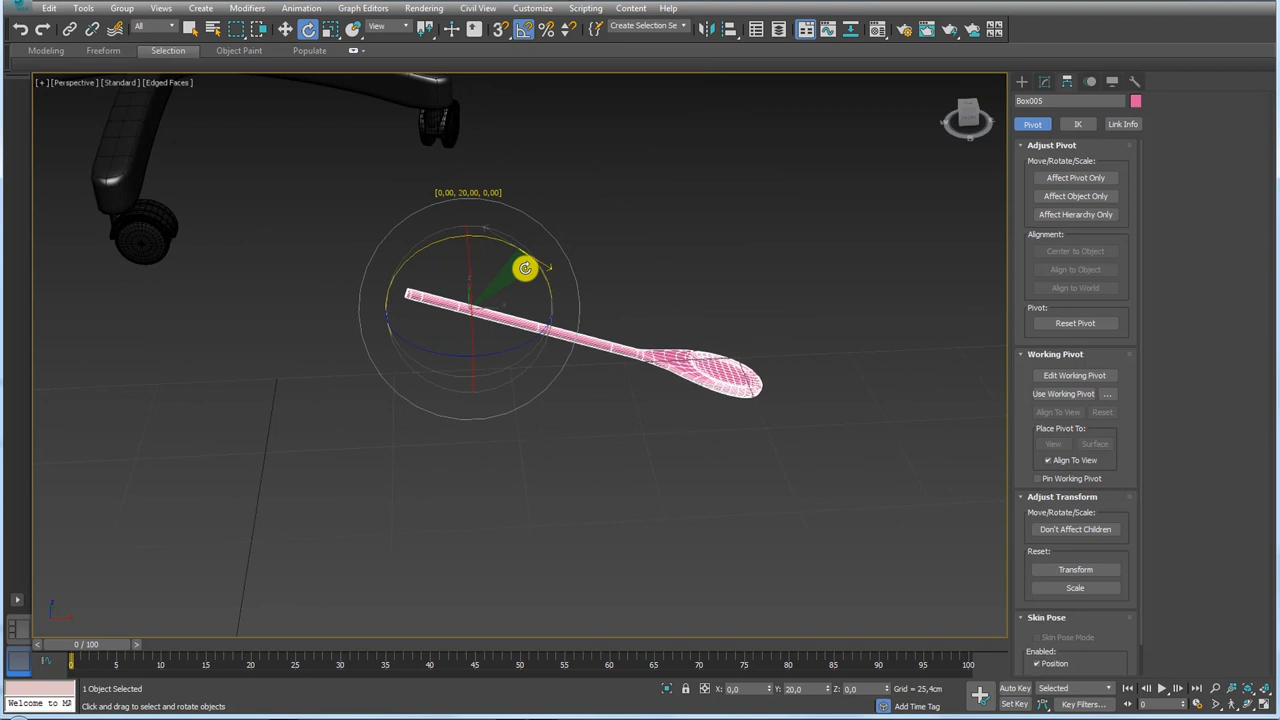 Edit Tools Group Views Create Modifiers Animation Graph Editors Rendering Civil View Customize Scripting Content Help
All View Create Selection Se
Modeling Freeform Selection Object Paint Populate
[+] [Perspective] [Standard] [Edged Faces]
Box005
Pivot IK Link Info
Adjust Pivot
Move/Rotate/Scale:
Affect Pivot Only
[0,00, 20,00, 0,00]
Affect Object Only
Affect Hierarchy Only
Alignment:
Center to Object
Align to Object
Align to World
Pivot:
Reset Pivot
Working Pivot
Edit Working Pivot
Use Working Pivot ...
Align To View Reset
Place Pivot To:
View Surface
Align To View
Pin Working Pivot
Adjust Transform
Move/Rotate/Scale:
Don't Affect Children
Reset:
Transform
Scale
Skin Pose
Skin Pose Mode
Enabled:
Position
z
< 0 / 100 >
0 5 10 15 20 25 30 35 40 45 50 55 60 65 70 75 80 85 90 95 100
1 Object Selected X: 0,0 Y: 20,0 Z: 0,0 Grid = 25,4cm Auto Key Selected
Welcome to M Click and drag to select and rotate objects Add Time Tag Set Key Key Filters... 0